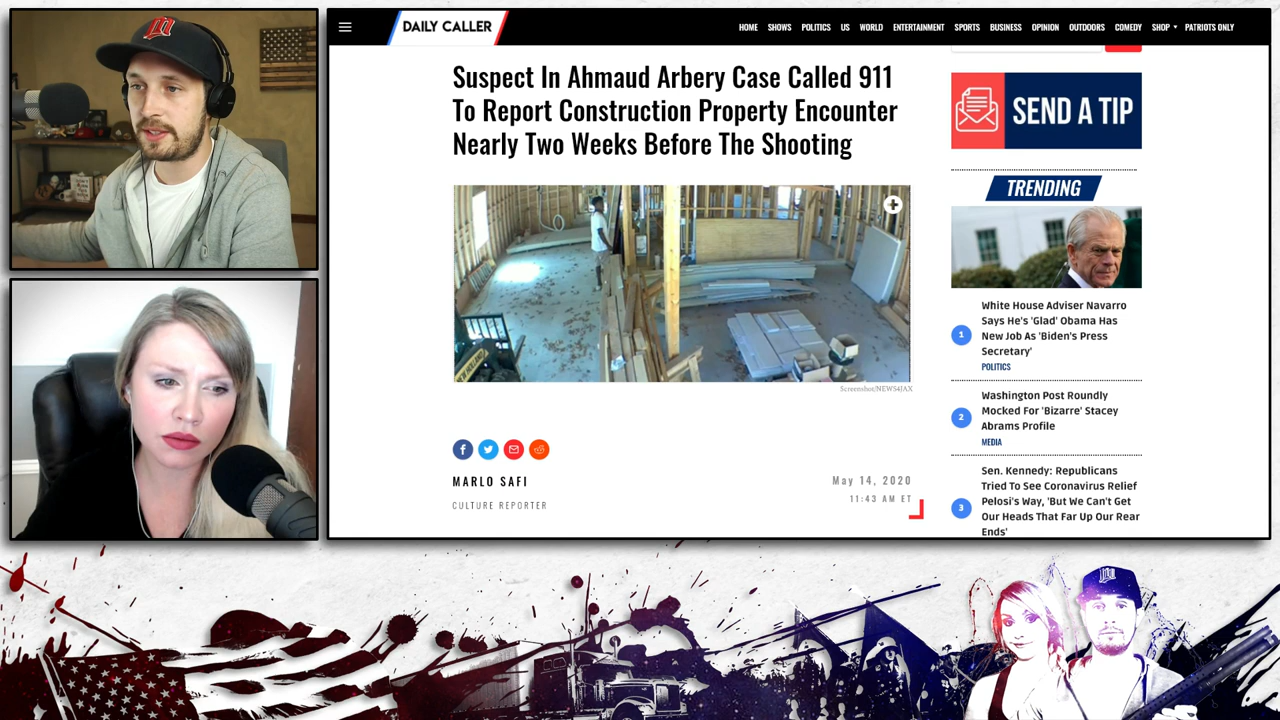 DAILY CALLER
HOME SHOWS POLITICS US WORLD ENTERTAINMENT SPORTS BUSINESS OPINION OUTDOORS COMEDY SHOP PATRIOTS ONLY
Suspect In Ahmaud Arbery Case Called 911
To Report Construction Property Encounter
Nearly Two Weeks Before The Shooting
Screenshot/NEWS4JAX
MARLO SAFI
CULTURE REPORTER
May 14, 2020
11:43 AM ET
SEND A TIP
TRENDING
1
White House Adviser Navarro
Says He's 'Glad' Obama Has
New Job As 'Biden's Press
Secretary'
POLITICS
2
Washington Post Roundly
Mocked For 'Bizarre' Stacey
Abrams Profile
MEDIA
3
Sen. Kennedy: Republicans
Tried To See Coronavirus Relief
Pelosi's Way, 'But We Can't Get
Our Heads That Far Up Our Rear
Ends'